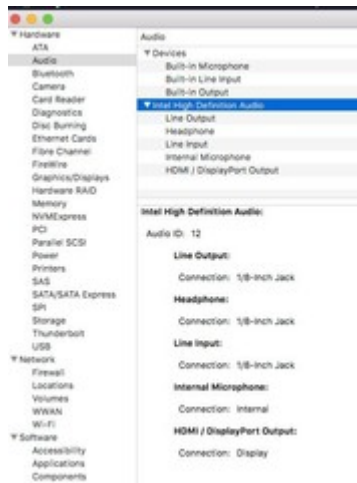 Hardware
ATA
Audio
Bluetooth
Camera
Card Reader
Diagnostics
Disc Burning
Ethernet Cards
Fibre Channel
FireWire
Graphics/Displays
Hardware RAID
Memory
NVMExpress
PCI
Parallel SCSI
Power
Printers
SAS
SATA/SATA Express
SPI
Storage
Thunderbolt
USB
Network
Firewall
Locations
Volumes
WWAN
Wi-Fi
Software
Accessibility
Applications
Components
Audio
Devices
Built-in Microphone
Built-in Line Input
Built-in Output
Intel High Definition Audio
Line Output
Headphone
Line Input
Internal Microphone
HDMI / DisplayPort Output
Intel High Definition Audio:
Audio ID: 12
Line Output:
Connection: 1/8-Inch Jack
Headphone:
Connection: 1/8-Inch Jack
Line Input:
Connection: 1/8-Inch Jack
Internal Microphone:
Connection: Internal
HDMI / DisplayPort Output:
Connection: Display